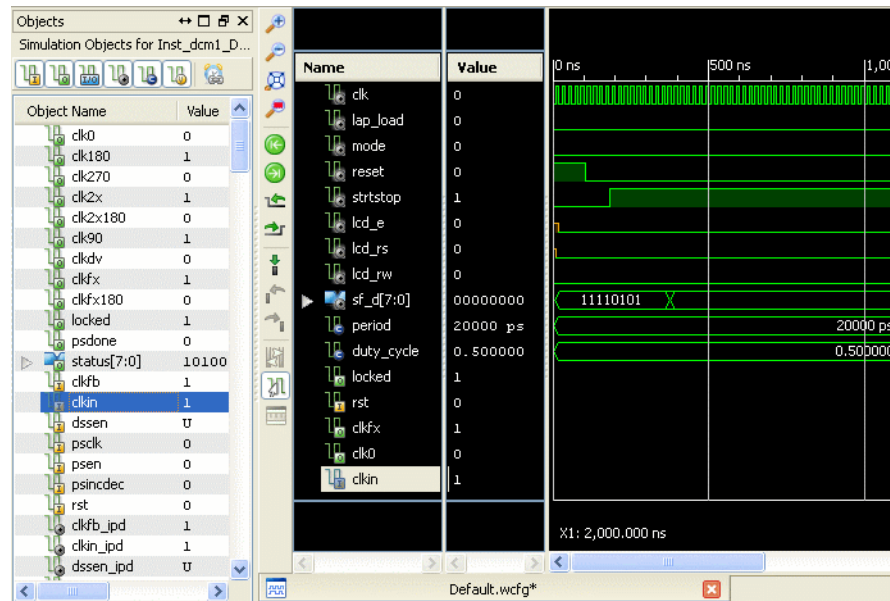 Objects
Simulation Objects for Inst_dcm1_D...
Object Name Value
clk0 0
clk180 1
clk270 0
clk2x 1
clk2x180 0
clk90 1
clkdv 0
clkfx 1
clkfx180 0
locked 1
psdone 0
status[7:0] 10100
clkfb 1
clkin 1
dssen U
psclk 0
psen 0
psincdec 0
rst 0
clkfb_ipd 1
clkin_ipd 1
dssen_ipd U
Name Value
clk 0
lap_load 0
mode 0
reset 0
strtstop 1
lcd_e 0
lcd_rs 0
lcd_rw 0
sf_d[7:0] 00000000
period 20000 ps
duty_cycle 0.500000
locked 1
rst 0
clkfx 1
clk0 0
clkin 1
0 ns 500 ns 1,00
11110101
20000 ps
0.500000
X1: 2,000.000 ns
Default.wcfg*